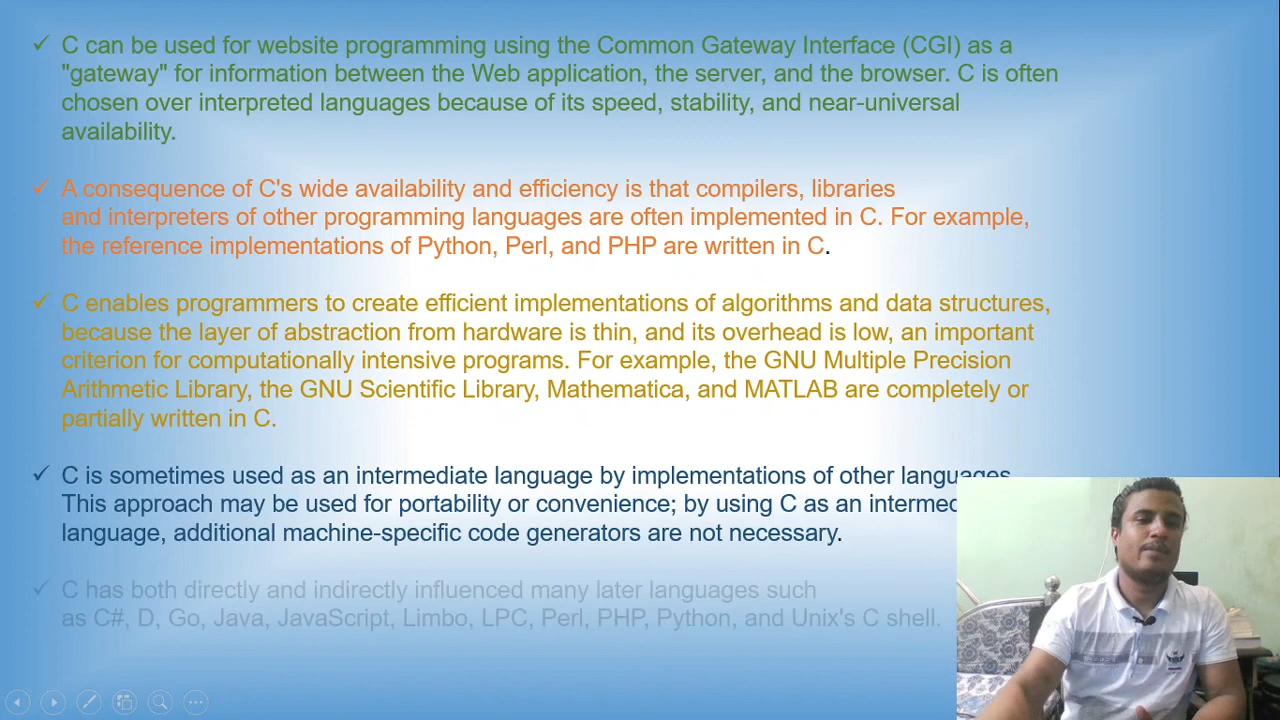 C can be used for website programming using the Common Gateway Interface (CGI) as a
"gateway" for information between the Web application, the server, and the browser. C is often
chosen over interpreted languages because of its speed, stability, and near-universal
availability.
A consequence of C's wide availability and efficiency is that compilers, libraries
and interpreters of other programming languages are often implemented in C. For example,
the reference implementations of Python, Perl, and PHP are written in C.
C enables programmers to create efficient implementations of algorithms and data structures,
because the layer of abstraction from hardware is thin, and its overhead is low, an important
criterion for computationally intensive programs. For example, the GNU Multiple Precision
Arithmetic Library, the GNU Scientific Library, Mathematica, and MATLAB are completely or
partially written in C.
C is sometimes used as an intermediate language by implementations of other languages
This approach may be used for portability or convenience; by using C as an intermed
language, additional machine-specific code generators are not necessary.
C has both directly and indirectly influenced many later languages such
as C#, D, Go, Java, JavaScript, Limbo, LPC, Perl, PHP, Python, and Unix's C shell.